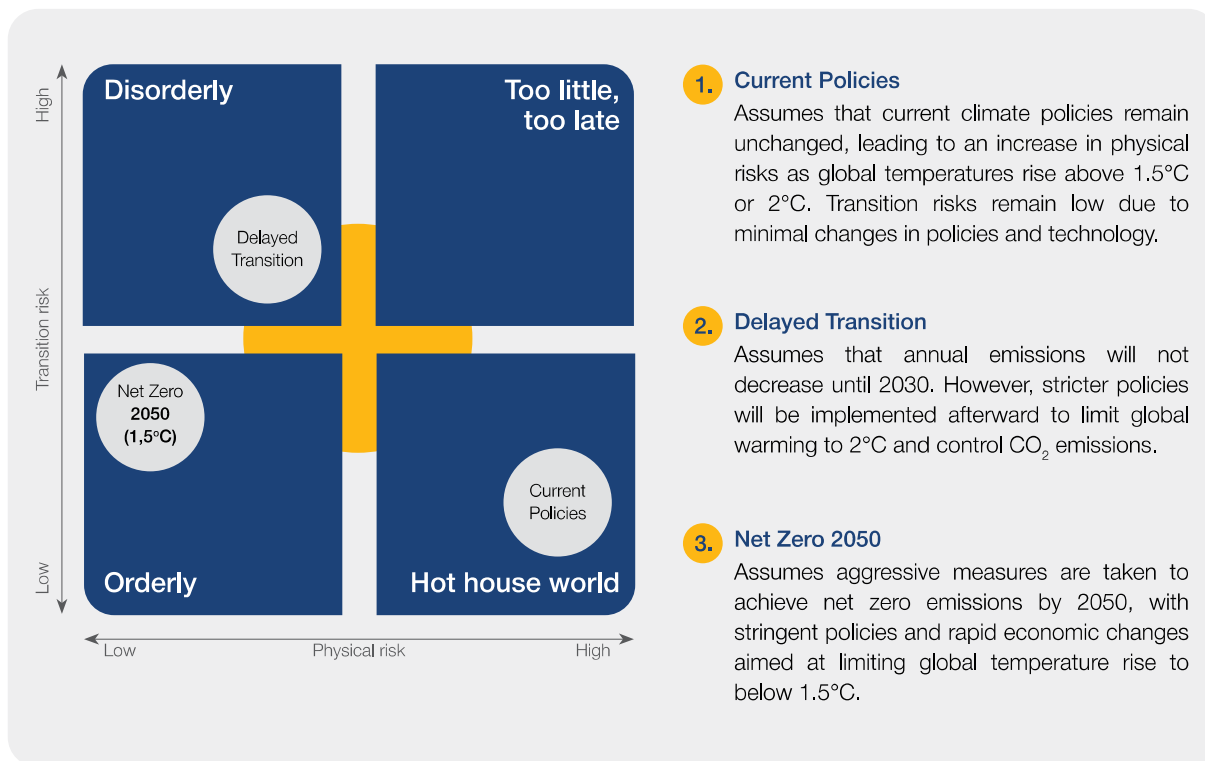 High
Transition risk
Low
Disorderly
Too little,
too late
Delayed
Transition
Net Zero
2050
(1,5°C)
Current
Policies
Orderly
Hot house world
Low
Physical risk
High
1.
Current Policies
Assumes that current climate policies remain
unchanged, leading to an increase in physical
risks as global temperatures rise above 1.5°C
or 2°C. Transition risks remain low due to
minimal changes in policies and technology.
2.
Delayed Transition
Assumes that annual emissions will not
decrease until 2030. However, stricter policies
will be implemented afterward to limit global
warming to 2°C and control CO₂ emissions.
3.
Net Zero 2050
Assumes aggressive measures are taken to
achieve net zero emissions by 2050, with
stringent policies and rapid economic changes
aimed at limiting global temperature rise to
below 1.5°C.